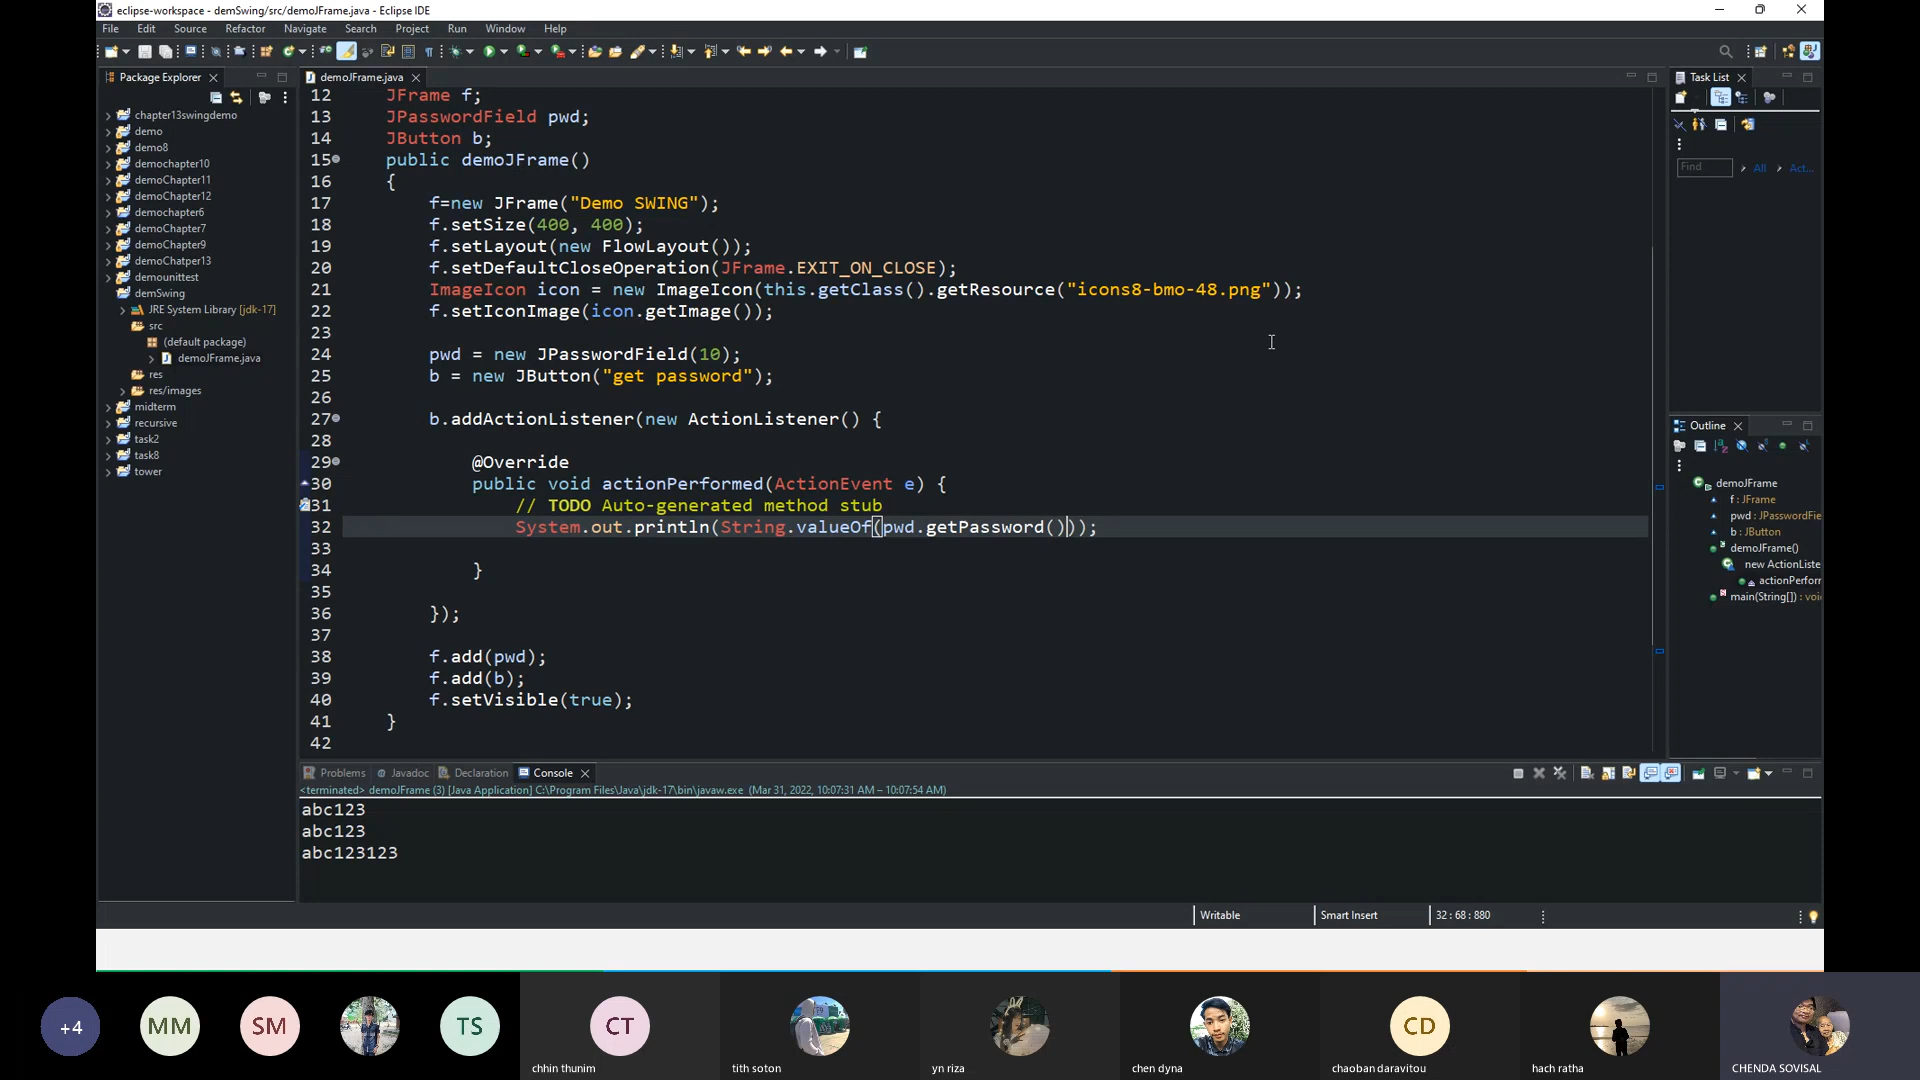 eclipse-workspace - demSwing/src/demoJFrame.java - Eclipse IDE
File Edit Source Refactor Navigate Search Project Run Window Help
Package Explorer
chapter13swingdemo
demo
demo8
demochapter10
demoChapter11
demoChapter12
demochapter6
demoChapter7
demoChapter9
demoChatper13
demounittest
demSwing
JRE System Library [jdk-17]
src
(default package)
demoJFrame.java
res
res/images
midterm
recursive
task2
task8
tower
demoJFrame.java
12 JFrame f;
13 JPasswordField pwd;
14 JButton b;
15 public demoJFrame()
16 {
17 f=new JFrame("Demo SWING");
18 f.setSize(400, 400);
19 f.setLayout(new FlowLayout());
20 f.setDefaultCloseOperation(JFrame.EXIT_ON_CLOSE);
21 ImageIcon icon = new ImageIcon(this.getClass().getResource("icons8-bmo-48.png"));
22 f.setIconImage(icon.getImage());
23
24 pwd = new JPasswordField(10);
25 b = new JButton("get password");
26
27 b.addActionListener(new ActionListener() {
28
29 @Override
30 public void actionPerformed(ActionEvent e) {
31 // TODO Auto-generated method stub
32 System.out.println(String.valueOf(pwd.getPassword()));
33
34 }
35
36 });
37
38 f.add(pwd);
39 f.add(b);
40 f.setVisible(true);
41 }
42
Task List
Find All Act...
Outline
demoJFrame
f : JFrame
pwd : JPasswordFie
b : JButton
demoJFrame()
new ActionListe
actionPerforn
main(String[]) : voi
Problems Javadoc Declaration Console
<terminated> demoJFrame (3) [Java Application] C:\Program Files\Java\jdk-17\bin\javaw.exe (Mar 31, 2022, 10:07:31 AM – 10:07:54 AM)
abc123
abc123
abc123123
Writable Smart Insert 32 : 68 : 880
+4 MM SM TS CT CD
chhin thunim tith soton yn riza chen dyna chaoban daravitou hach ratha CHENDA SOVISAL